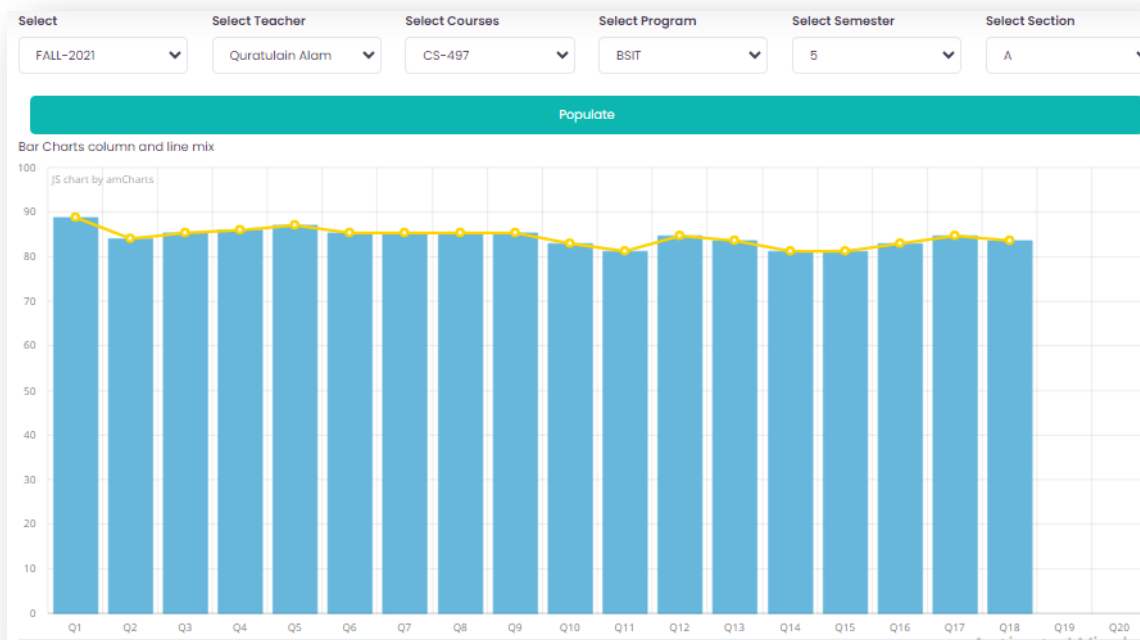 Select Select Teacher Select Courses Select Program Select Semester Select Section
FALL-2021 Quratulain Alam CS-497 BSIT 5 A
Populate
Bar Charts column and line mix
100
JS chart by amCharts
90
80
70
60
50
40
30
20
10
0
Q1 Q2 Q3 Q4 Q5 Q6 Q7 Q8 Q9 Q10 Q11 Q12 Q13 Q14 Q15 Q16 Q17 Q18 Q19 Q20